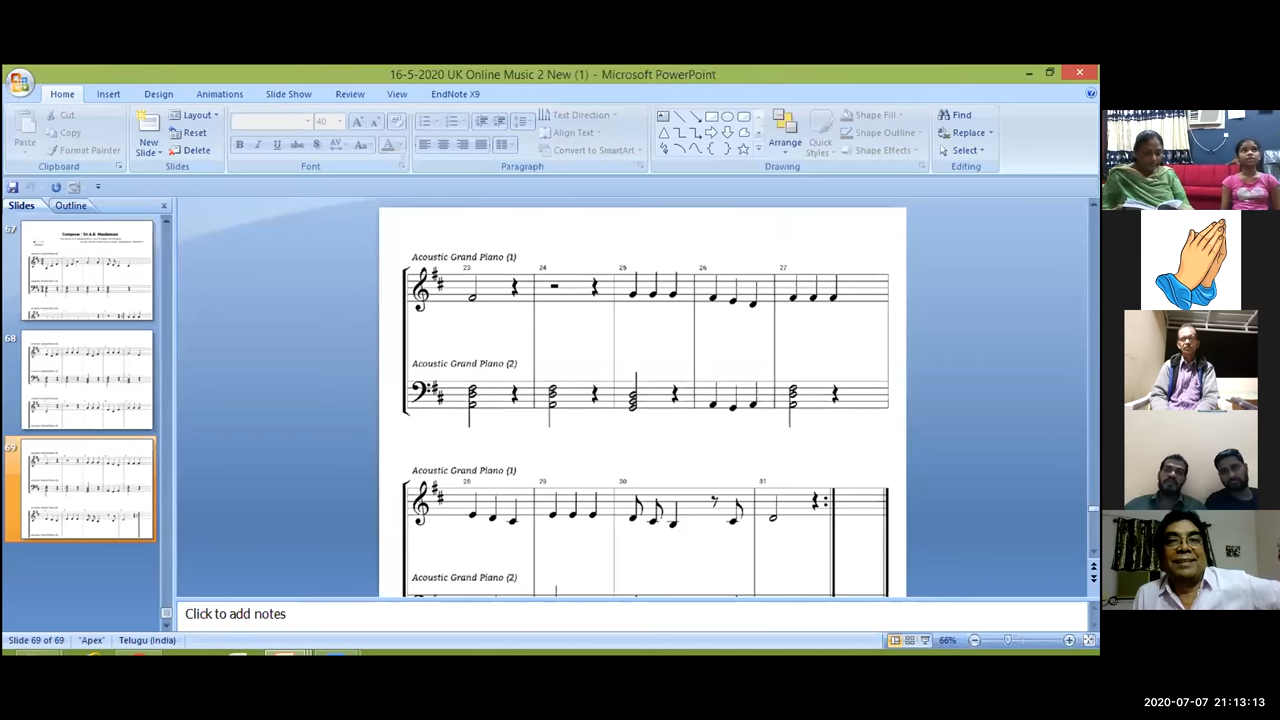 16-5-2020 UK Online Music 2 New (1) - Microsoft PowerPoint
Home Insert Design Animations Slide Show Review View EndNote X9
Cut
Copy
Format Painter
Paste
Clipboard
New Slide
Layout
Reset
Delete
Slides
40
B I U abc S AV Aa A
Font
Text Direction
Align Text
Convert to SmartArt
Paragraph
Arrange
Quick Styles
Shape Fill
Shape Outline
Shape Effects
Drawing
Find
Replace
Select
Editing
Slides Outline
67
68
69
Acoustic Grand Piano (1)
23 24 25 26 27
Acoustic Grand Piano (2)
Acoustic Grand Piano (1)
28 29 30 31
Acoustic Grand Piano (2)
Click to add notes
Slide 69 of 69 "Apex" Telugu (India) 66%
2020-07-07 21:13:13